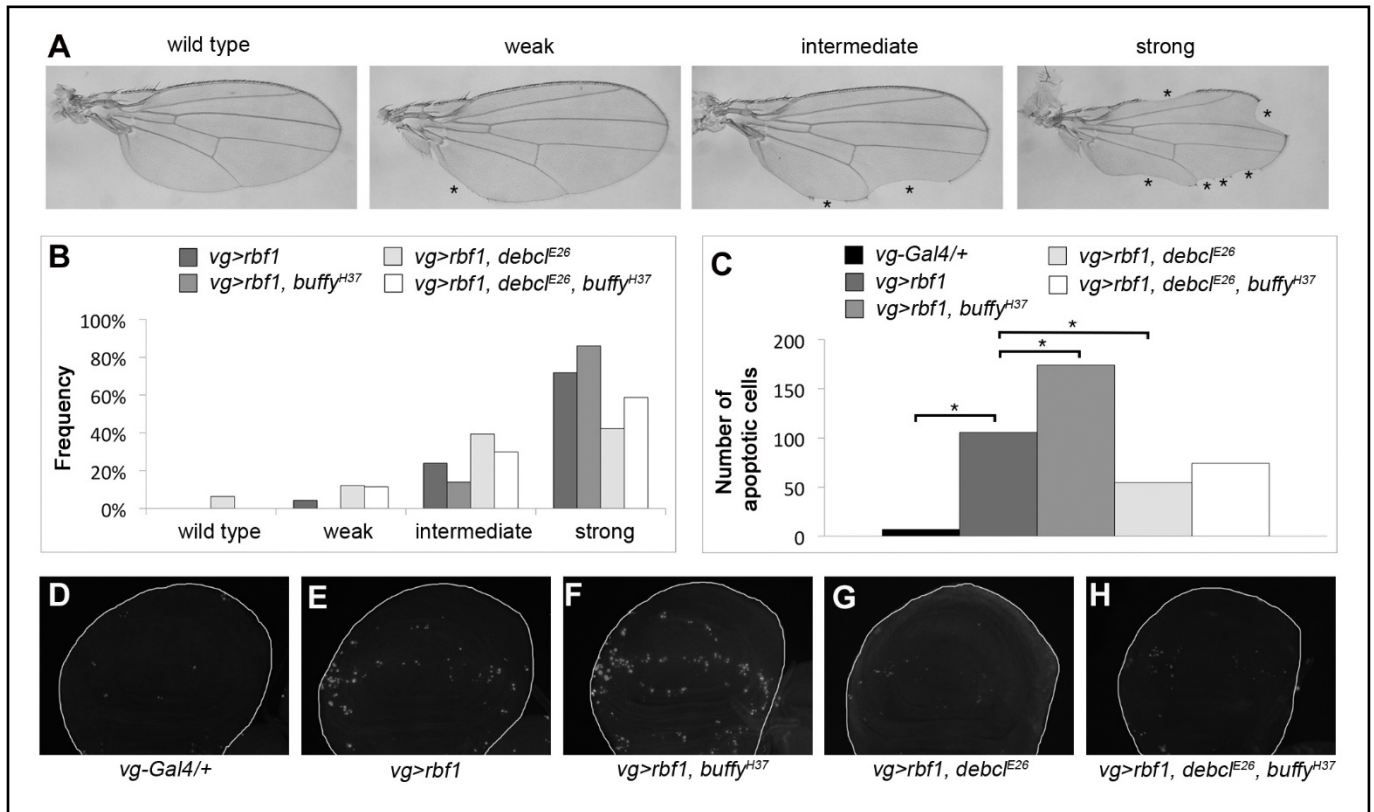 A
wild type
weak
intermediate
strong
*
* *
* * * * * *
B
vg>rbf1
vg>rbf1, debclᴱ²⁶
vg>rbf1, buffyᴴ³⁷
vg>rbf1, debclᴱ²⁶, buffyᴴ³⁷
Frequency
100%
80%
60%
40%
20%
0%
wild type
weak
intermediate
strong
C
vg-Gal4/+
vg>rbf1, debclᴱ²⁶
vg>rbf1
vg>rbf1, debclᴱ²⁶, buffyᴴ³⁷
vg>rbf1, buffyᴴ³⁷
Number of
apoptotic cells
200
150
100
50
0
*
*
*
D
E
F
G
H
vg-Gal4/+
vg>rbf1
vg>rbf1, buffyᴴ³⁷
vg>rbf1, debclᴱ²⁶
vg>rbf1, debclᴱ²⁶, buffyᴴ³⁷